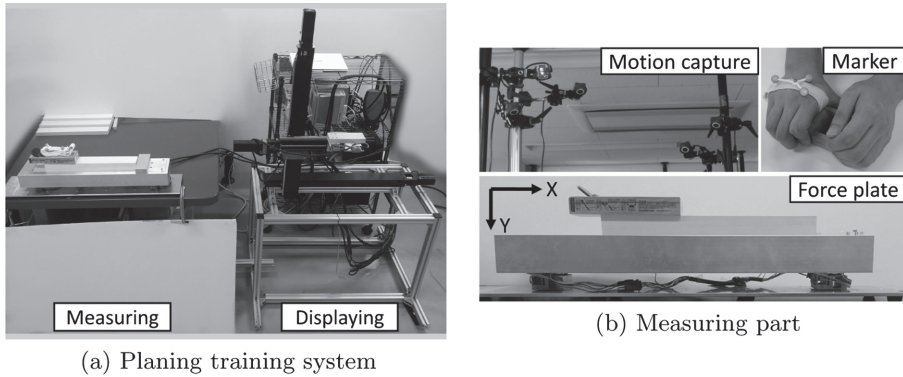 Measuring
Displaying
(a) Planing training system
Motion capture
Marker
Force plate
X
Y
(b) Measuring part